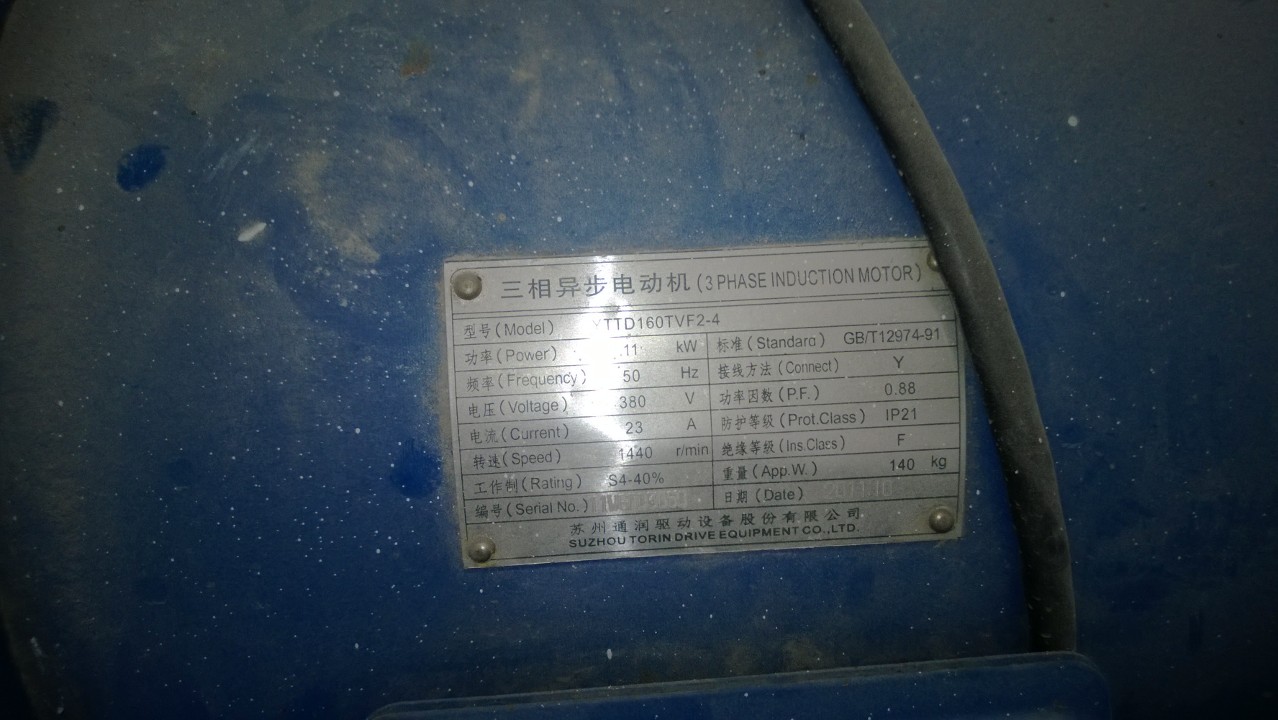 三相异步电动机 (3 PHASE INDUCTION MOTOR)
型号 (Model) YTTD160TVF2-4
功率 (Power) 11 kW 标准 (Standard) GB/T12974-91
频率 (Frequency) 50 Hz 接线方法 (Connect) Y
电压 (Voltage) 380 V 功率因数 (P.F.) 0.88
电流 (Current) 23 A 防护等级 (Prot.Class) IP21
转速 (Speed) 1440 r/min 绝缘等级 (Ins.Class) F
工作制 (Rating) S4-40% 重量 (App.W.) 140 kg
编号 (Serial No.) 日期 (Date)
苏州通润驱动设备股份有限公司
SUZHOU TORIN DRIVE EQUIPMENT CO.,LTD.